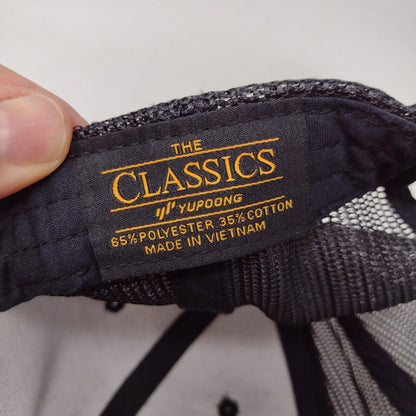 THE
CLASSICS
YUPOONG
65% POLYESTER 35% COTTON
MADE IN VIETNAM